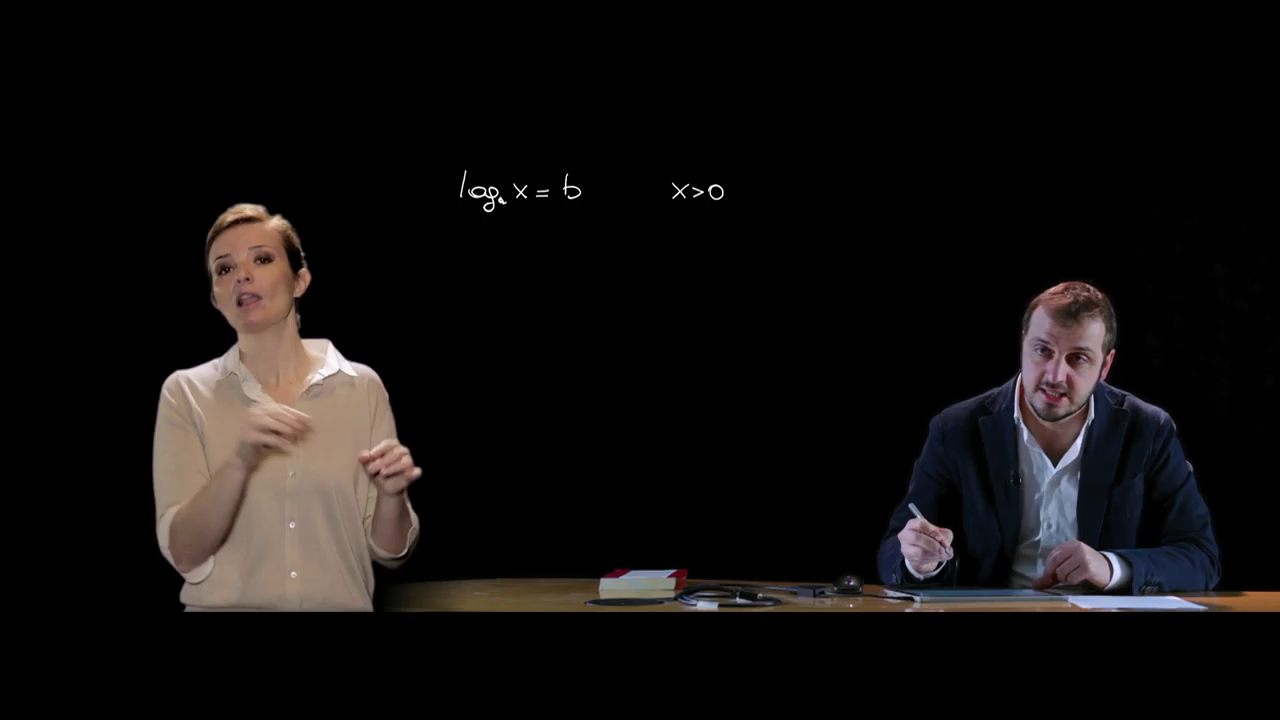 logₐ x = b x>0